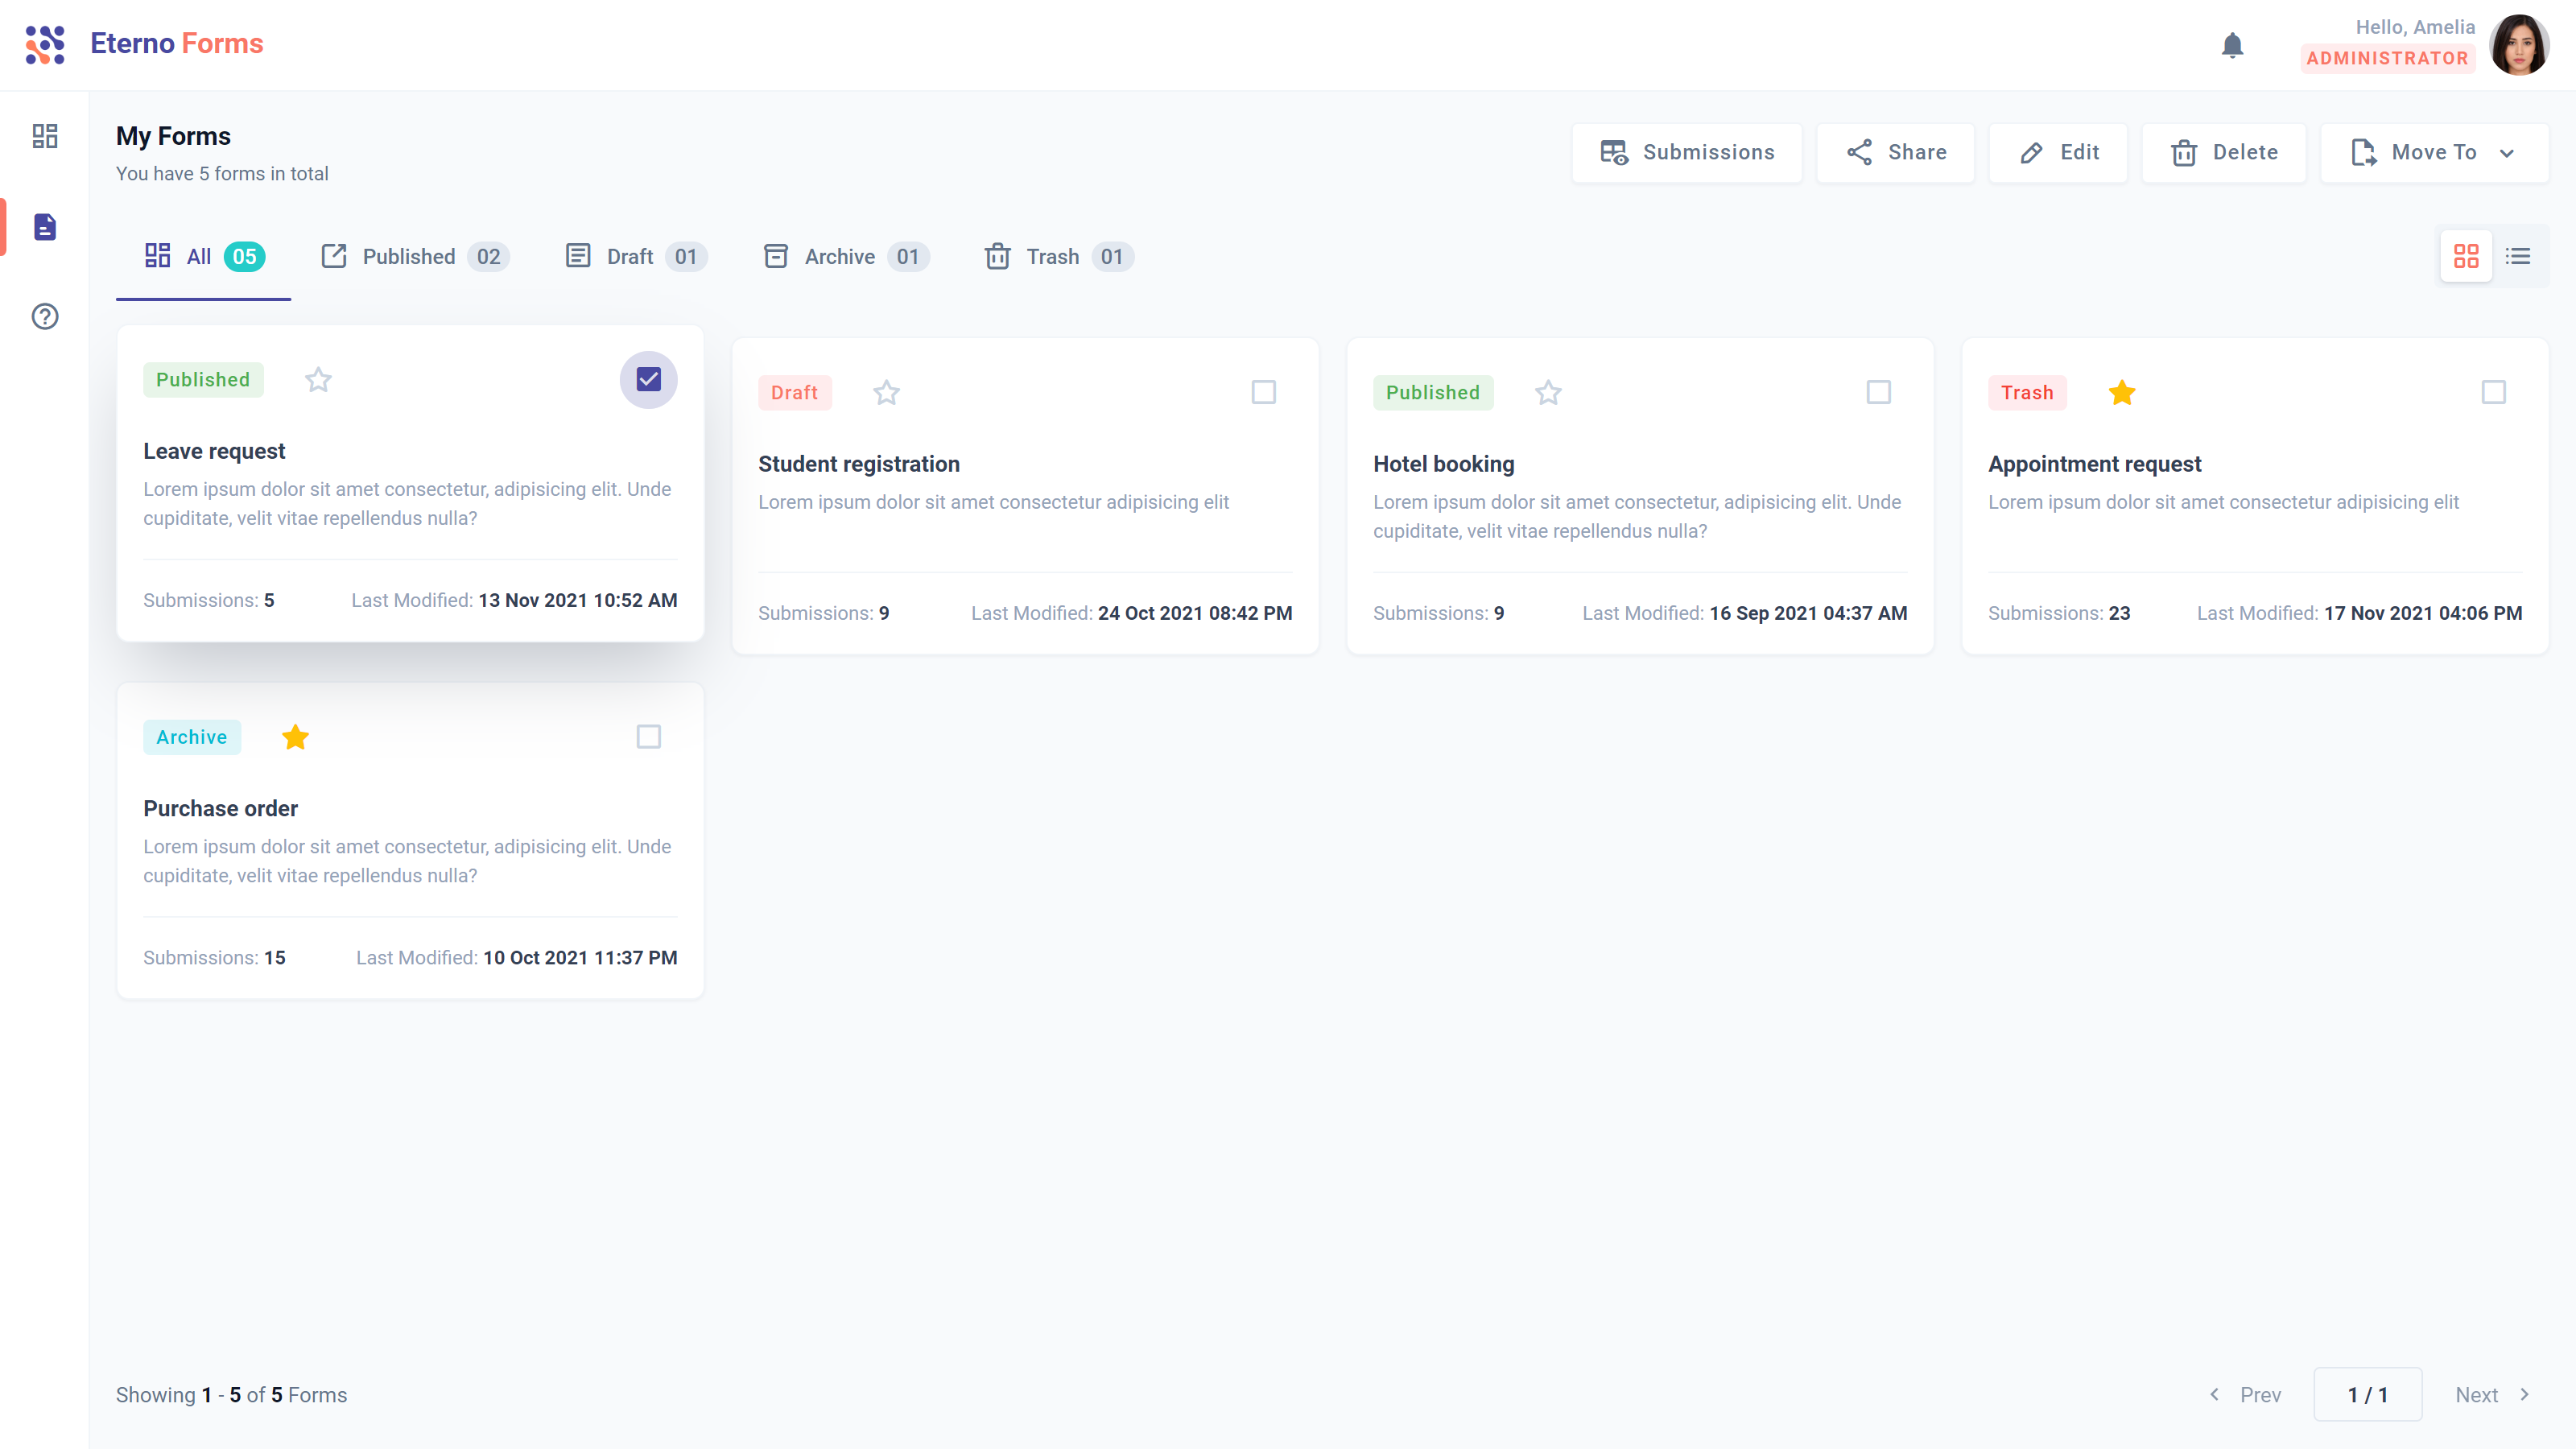 Eterno Forms
Hello, Amelia
ADMINISTRATOR
My Forms
You have 5 forms in total
Submissions
Share
Edit
Delete
Move To
All 05
Published 02
Draft 01
Archive 01
Trash 01
Published
Leave request
Lorem ipsum dolor sit amet consectetur, adipisicing elit. Unde
cupiditate, velit vitae repellendus nulla?
Submissions: 5
Last Modified: 13 Nov 2021 10:52 AM
Draft
Student registration
Lorem ipsum dolor sit amet consectetur adipisicing elit
Submissions: 9
Last Modified: 24 Oct 2021 08:42 PM
Published
Hotel booking
Lorem ipsum dolor sit amet consectetur, adipisicing elit. Unde
cupiditate, velit vitae repellendus nulla?
Submissions: 9
Last Modified: 16 Sep 2021 04:37 AM
Trash
Appointment request
Lorem ipsum dolor sit amet consectetur adipisicing elit
Submissions: 23
Last Modified: 17 Nov 2021 04:06 PM
Archive
Purchase order
Lorem ipsum dolor sit amet consectetur, adipisicing elit. Unde
cupiditate, velit vitae repellendus nulla?
Submissions: 15
Last Modified: 10 Oct 2021 11:37 PM
Showing 1 - 5 of 5 Forms
Prev
1 / 1
Next